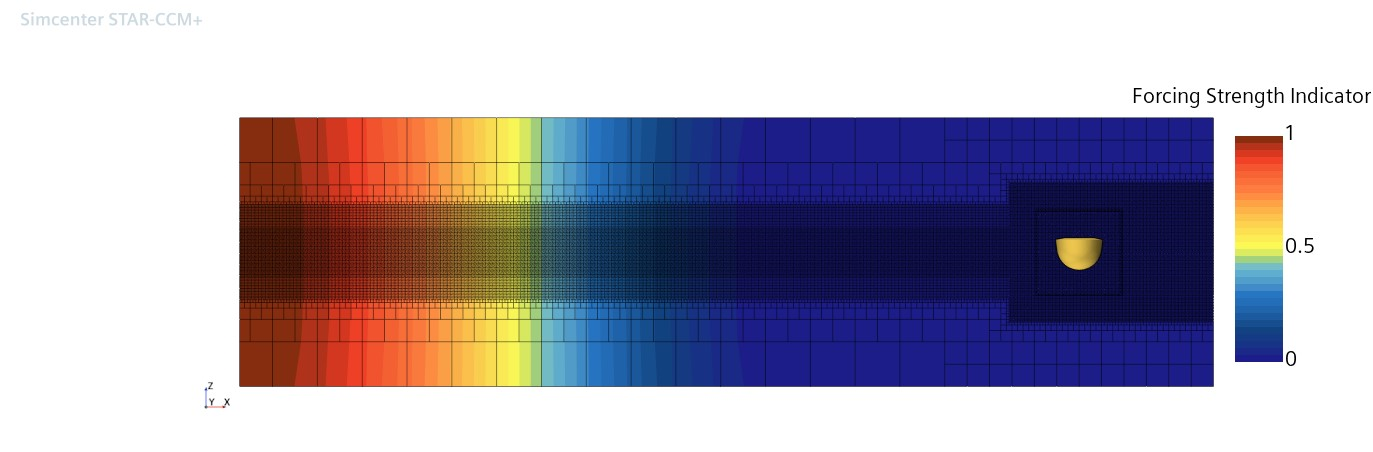 Simcenter STAR-CCM+
Forcing Strength Indicator
1
0.5
0
Z
Y X